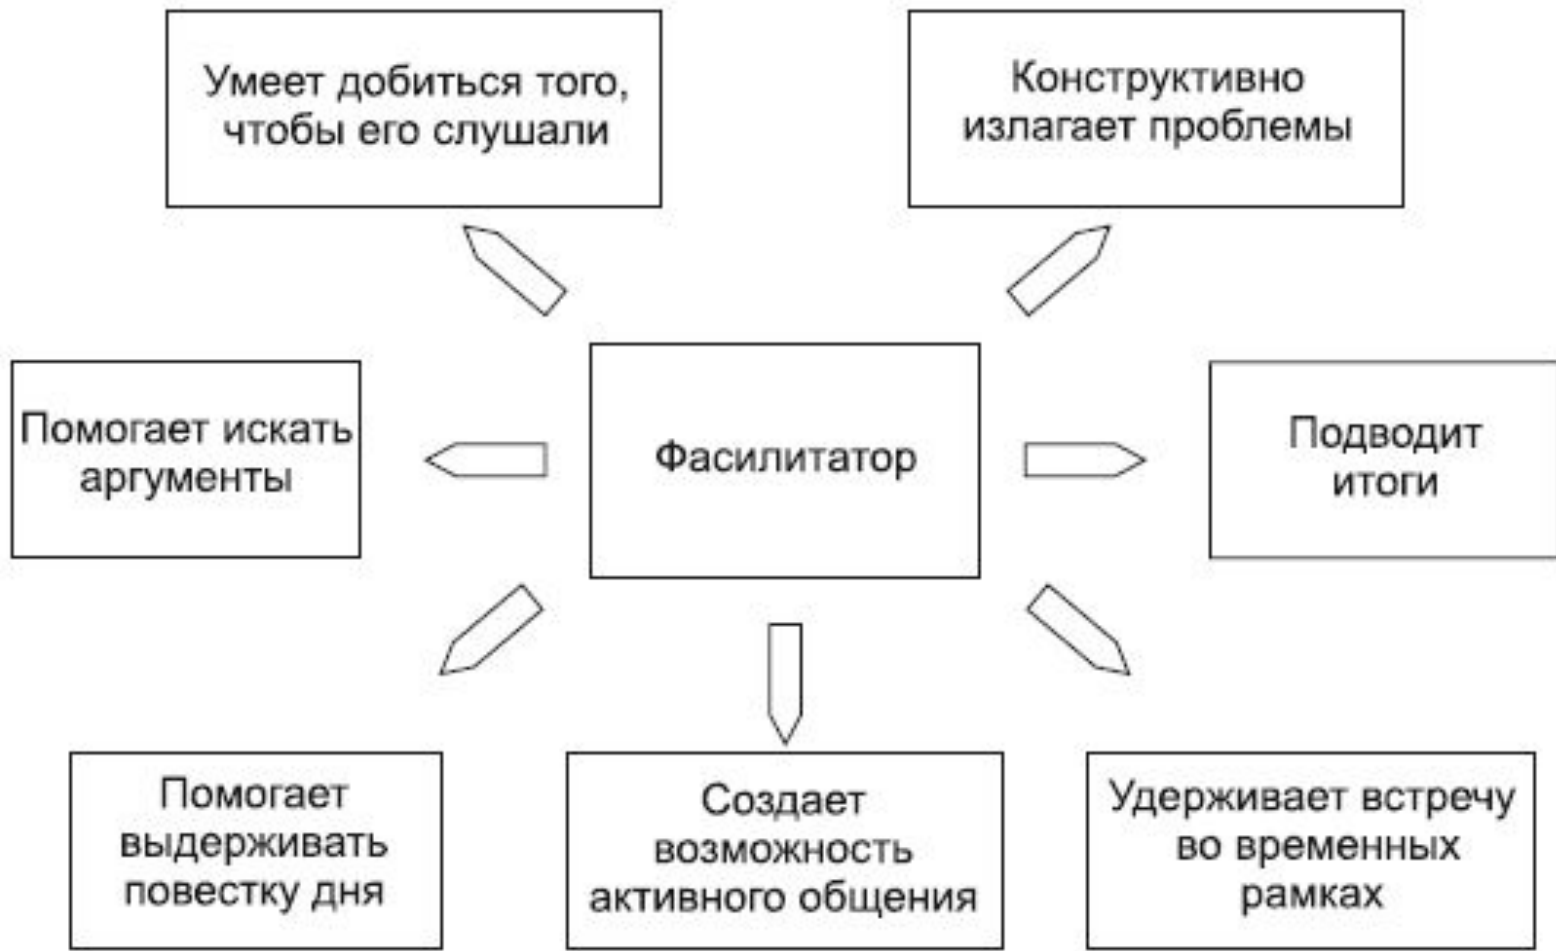 Умеет добиться того,
чтобы его слушали
Конструктивно
излагает проблемы
Помогает искать
аргументы
Фасилитатор
Подводит
итоги
Помогает
выдерживать
повестку дня
Создает
возможность
активного общения
Удерживает встречу
во временных
рамках